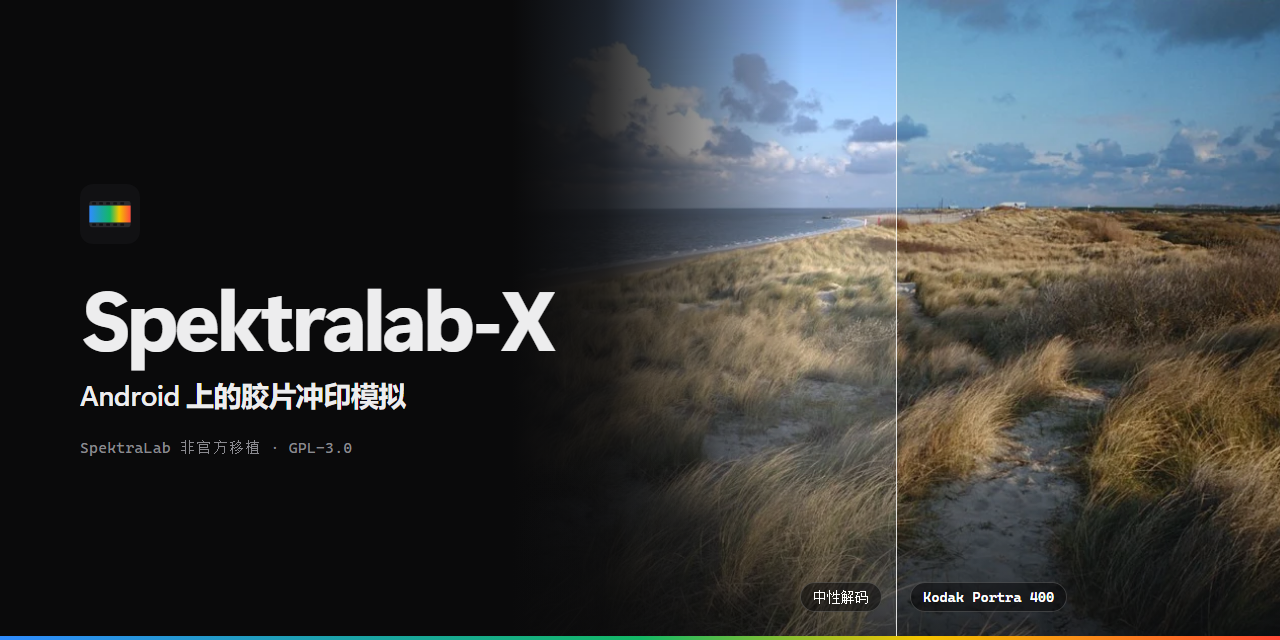 Spektralab-X
Android 上的胶片冲印模拟
SpektraLab 非官方移植 · GPL-3.0
中性解码
Kodak Portra 400